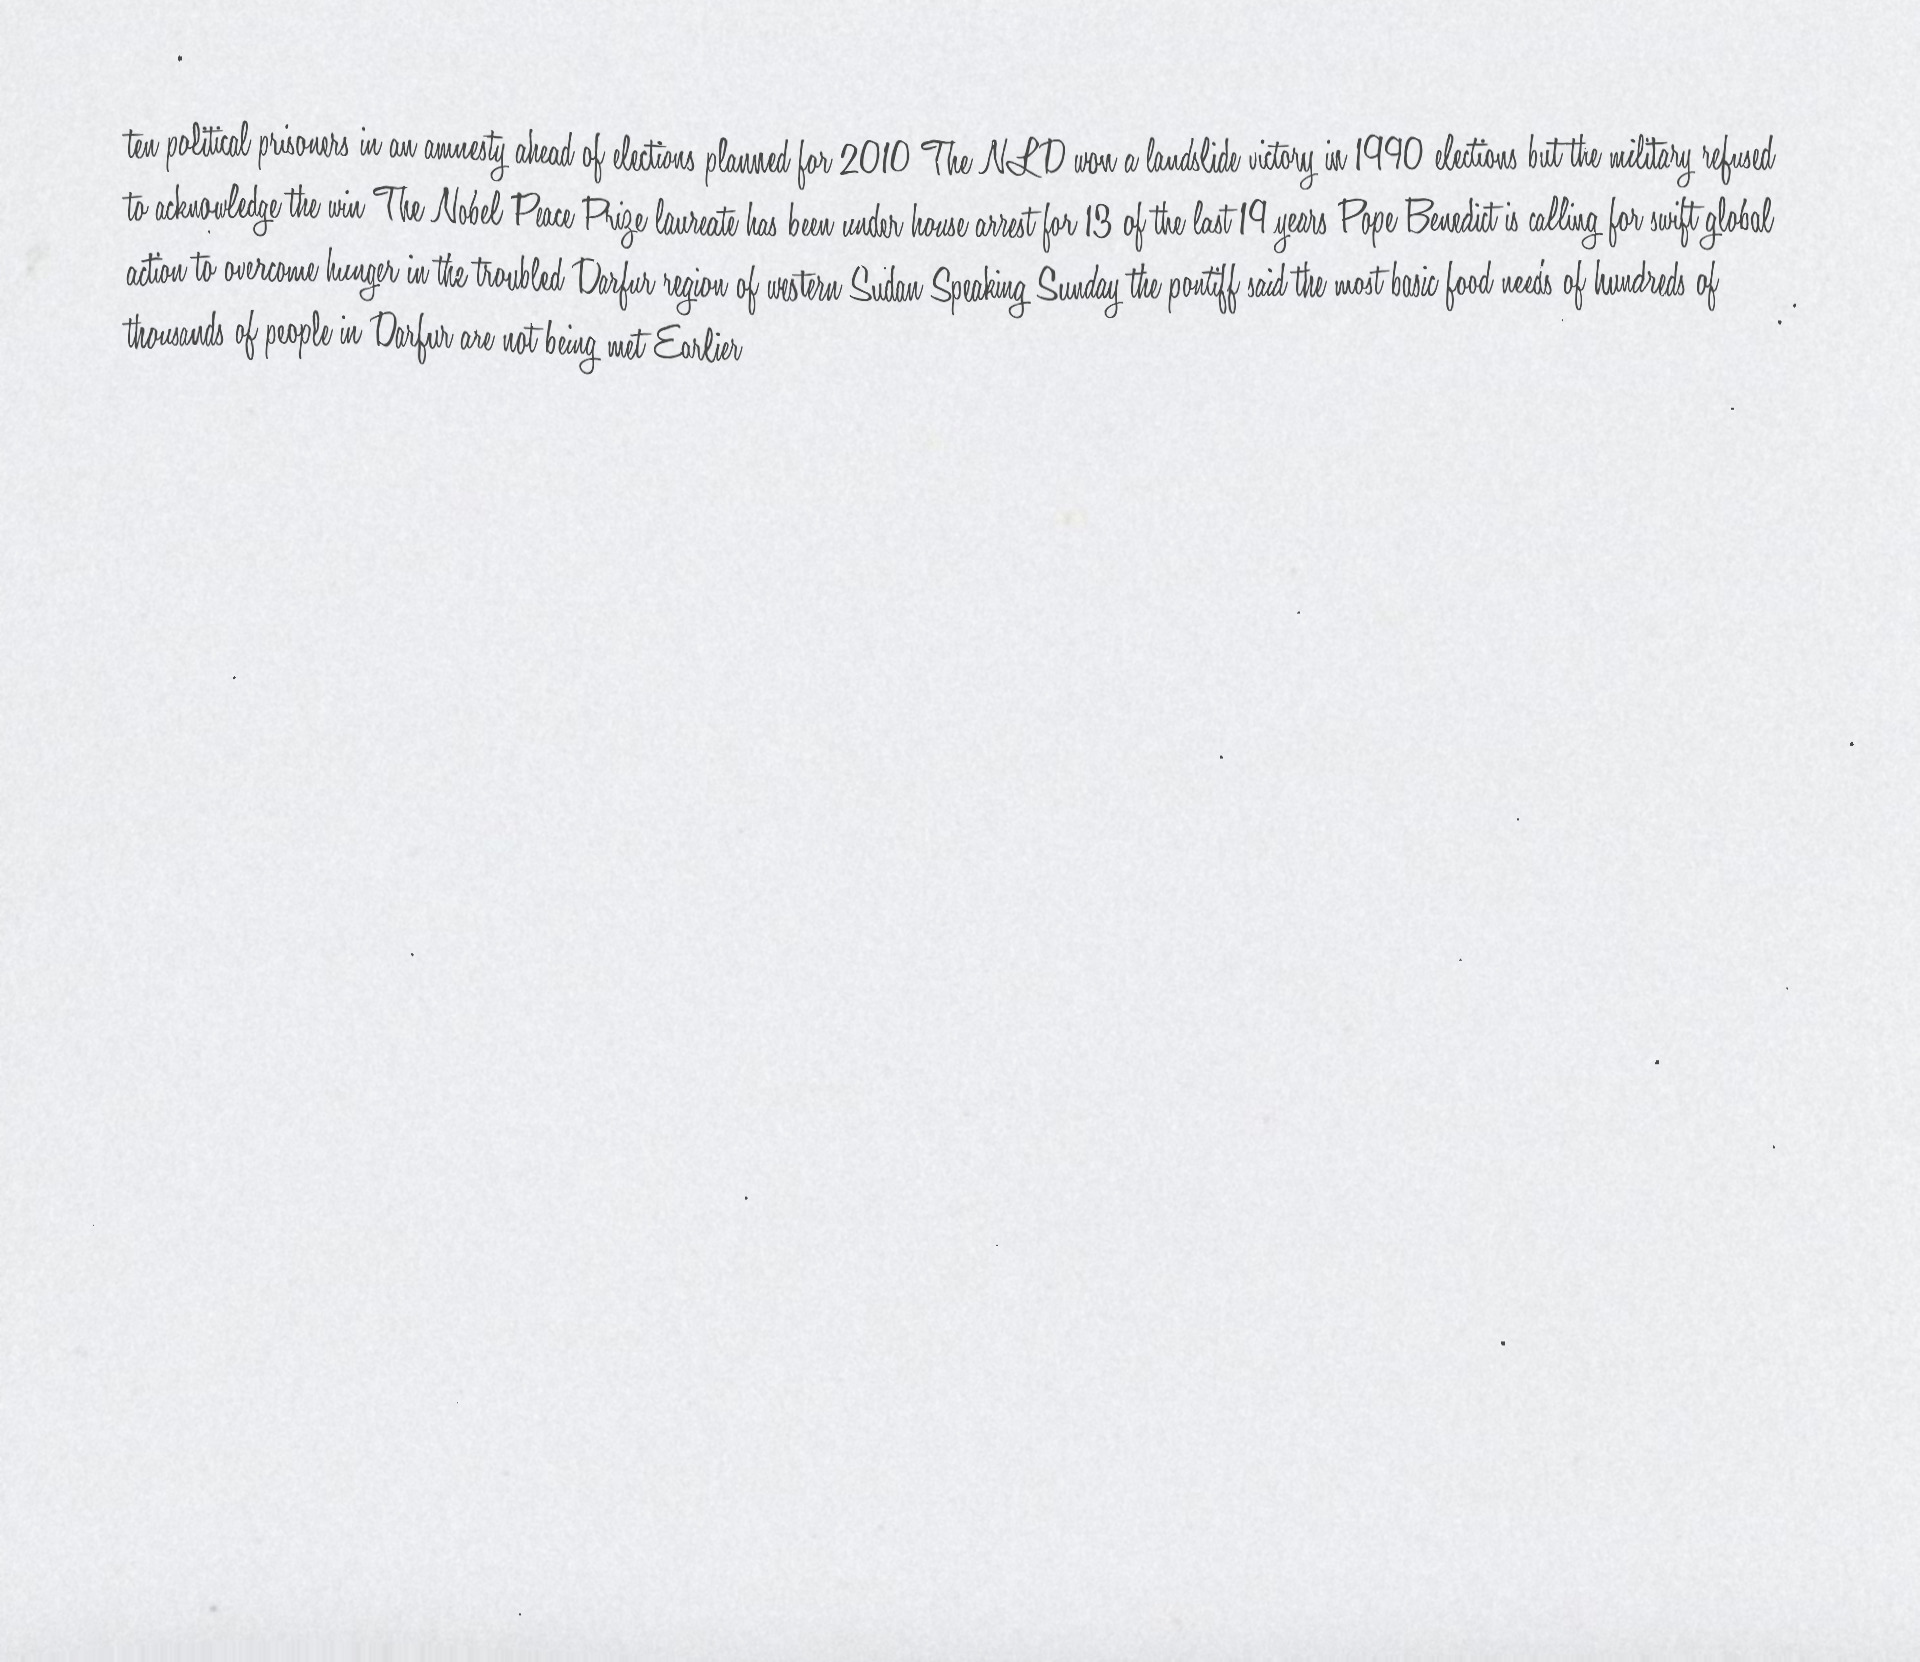 ten political prisoners in an amnesty ahead of elections planned for 2010 The NLD won a landslide victory in 1990 elections but the military refused
to acknowledge the win The Nobel Peace Prize laureate has been under house arrest for 13 of the last 19 years Pope Benedict is calling for swift global
action to overcome hunger in the troubled Darfur region of western Sudan Speaking Sunday the pontiff said the most basic food needs of hundreds of
thousands of people in Darfur are not being met Earlier